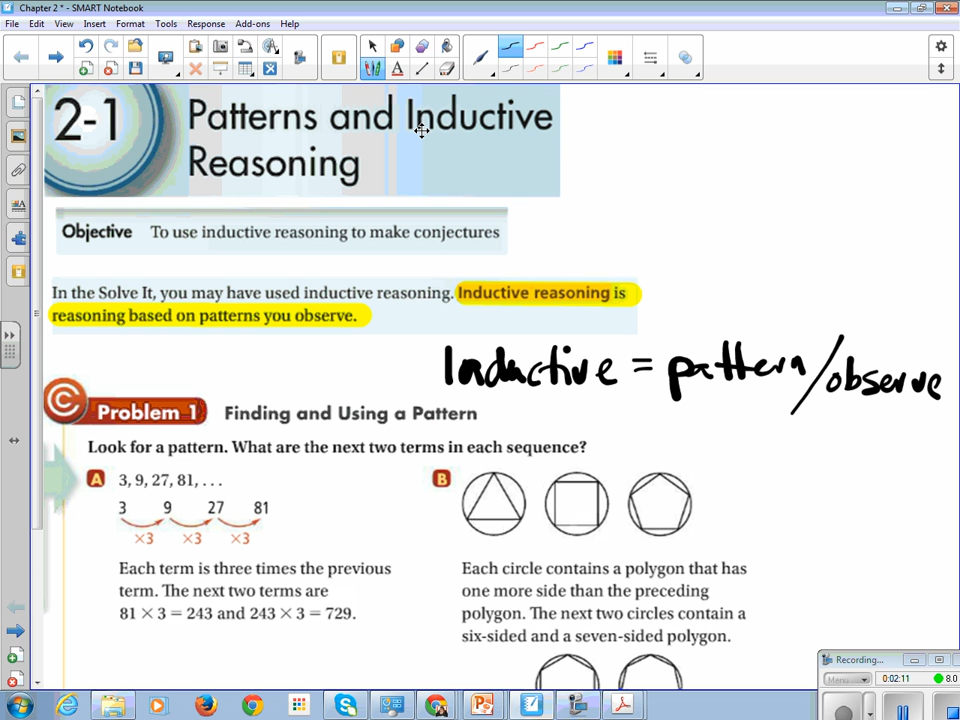 Chapter 2 * - SMART Notebook
File Edit View Insert Format Tools Response Add-ons Help
2-1 Patterns and Inductive
Reasoning
Objective To use inductive reasoning to make conjectures
In the Solve It, you may have used inductive reasoning. Inductive reasoning is
reasoning based on patterns you observe.
Inductive = pattern/observe
C Problem 1 Finding and Using a Pattern
Look for a pattern. What are the next two terms in each sequence?
A 3, 9, 27, 81, . . .
3 9 27 81
×3 ×3 ×3
Each term is three times the previous
term. The next two terms are
81 × 3 = 243 and 243 × 3 = 729.
B
Each circle contains a polygon that has
one more side than the preceding
polygon. The next two circles contain a
six-sided and a seven-sided polygon.
Recording...
Menu 0:02:11 8.0